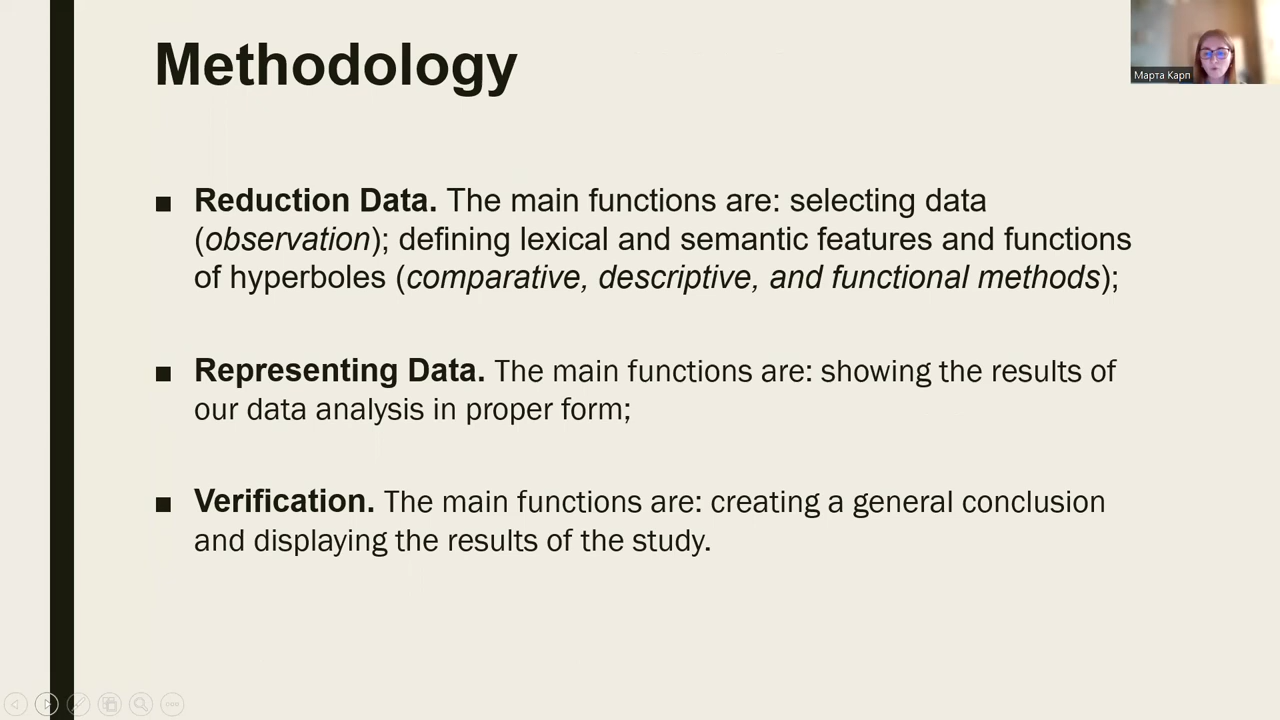 Methodology
Марта Карп
■ Reduction Data. The main functions are: selecting data
(observation); defining lexical and semantic features and functions
of hyperboles (comparative, descriptive, and functional methods);
■ Representing Data. The main functions are: showing the results of
our data analysis in proper form;
■ Verification. The main functions are: creating a general conclusion
and displaying the results of the study.